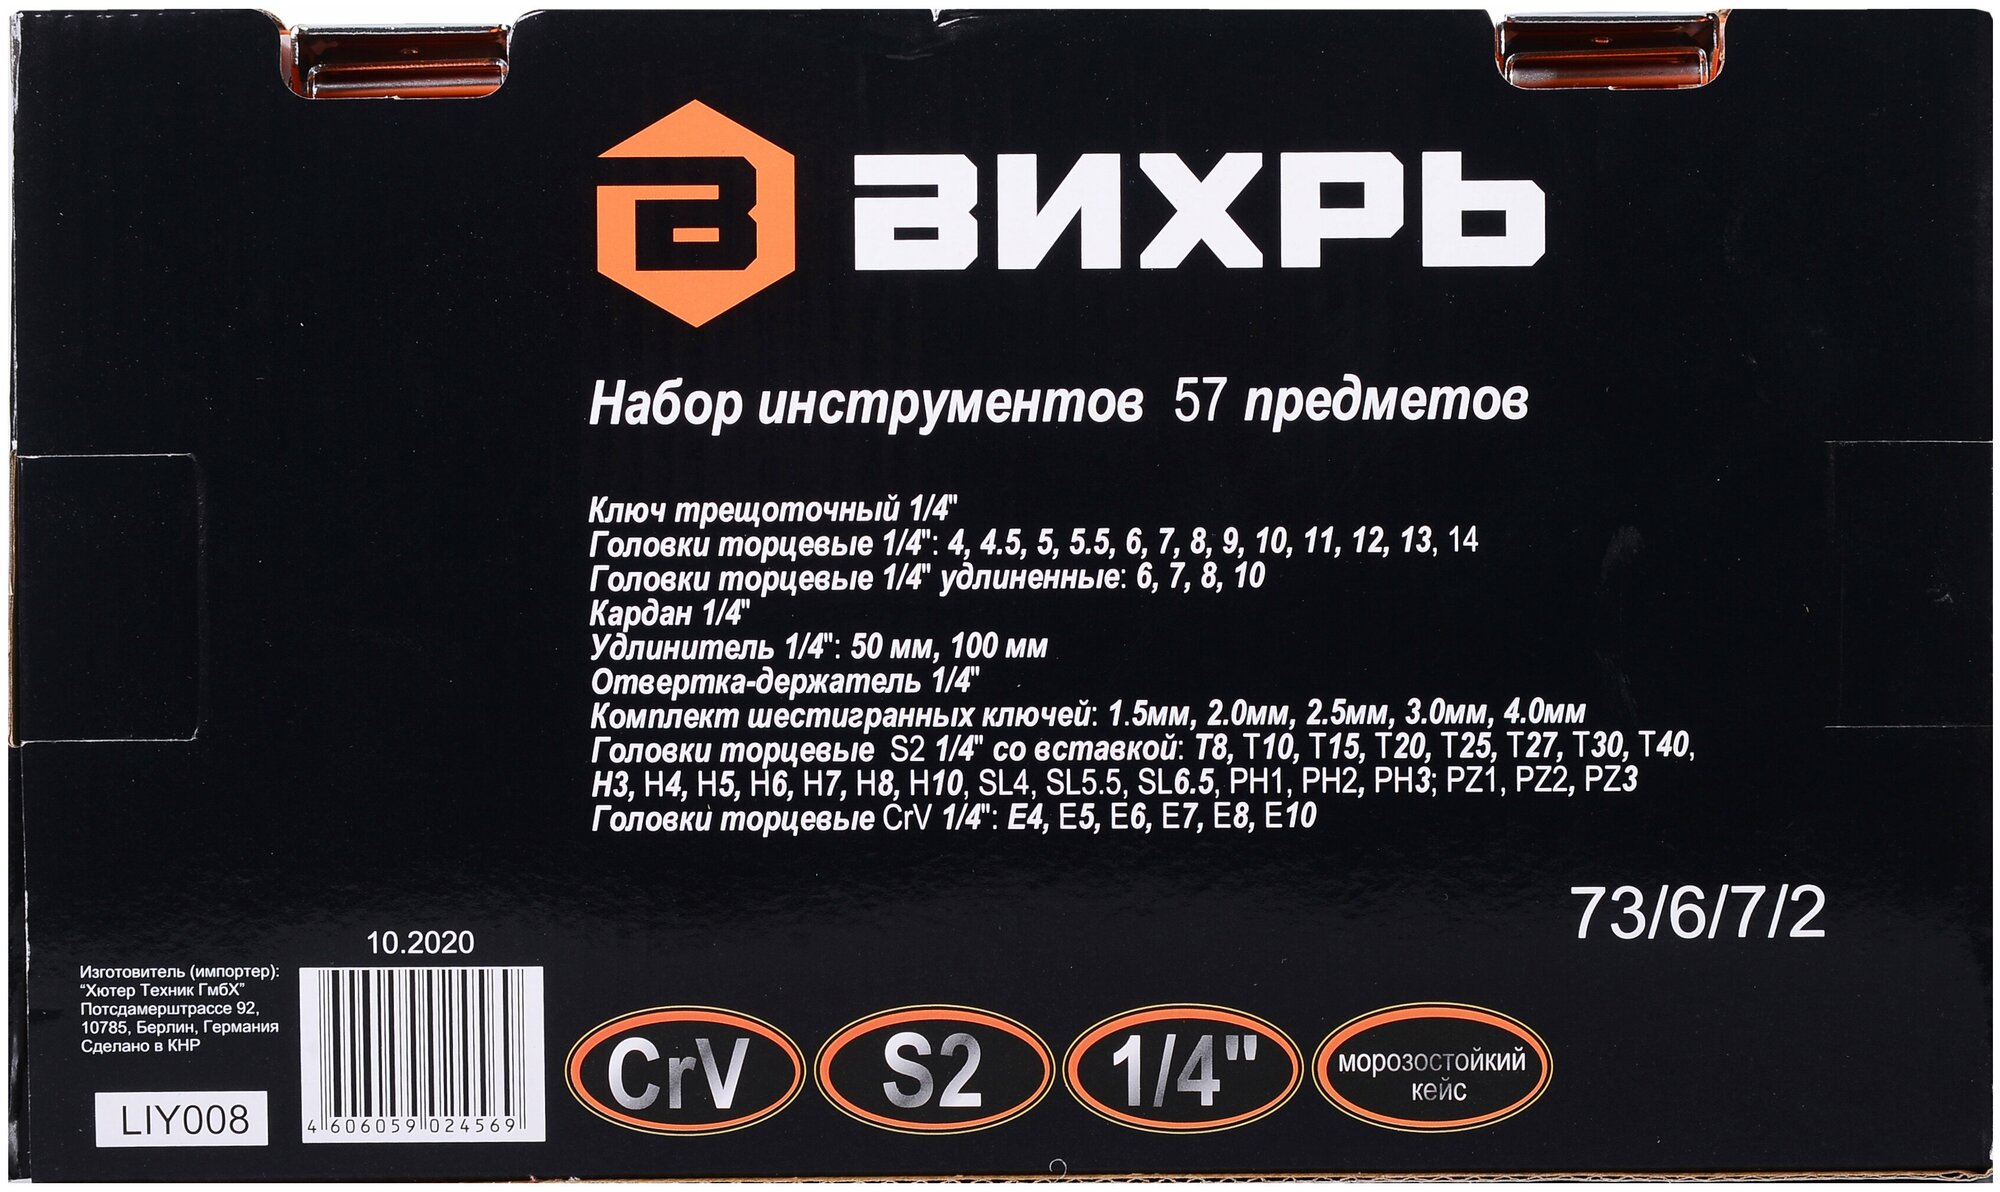 ВИХРЬ
Набор инструментов 57 предметов
Ключ трещоточный 1/4"
Головки торцевые 1/4": 4, 4.5, 5, 5.5, 6, 7, 8, 9, 10, 11, 12, 13, 14
Головки торцевые 1/4" удлиненные: 6, 7, 8, 10
Кардан 1/4"
Удлинитель 1/4": 50 мм, 100 мм
Отвертка-держатель 1/4"
Комплект шестигранных ключей: 1.5мм, 2.0мм, 2.5мм, 3.0мм, 4.0мм
Головки торцевые S2 1/4" со вставкой: T8, T10, T15, T20, T25, T27, T30, T40,
H3, H4, H5, H6, H7, H8, H10, SL4, SL5.5, SL6.5, PH1, PH2, PH3; PZ1, PZ2, PZ3
Головки торцевые CrV 1/4": E4, E5, E6, E7, E8, E10
73/6/7/2
10.2020
Изготовитель (импортер):
"Хютер Техник ГмбХ"
Потсдамерштрассе 92,
10785, Берлин, Германия
Сделано в КНР
LIY008
4 606059 024569
CrV
S2
1/4"
морозостойкий
кейс